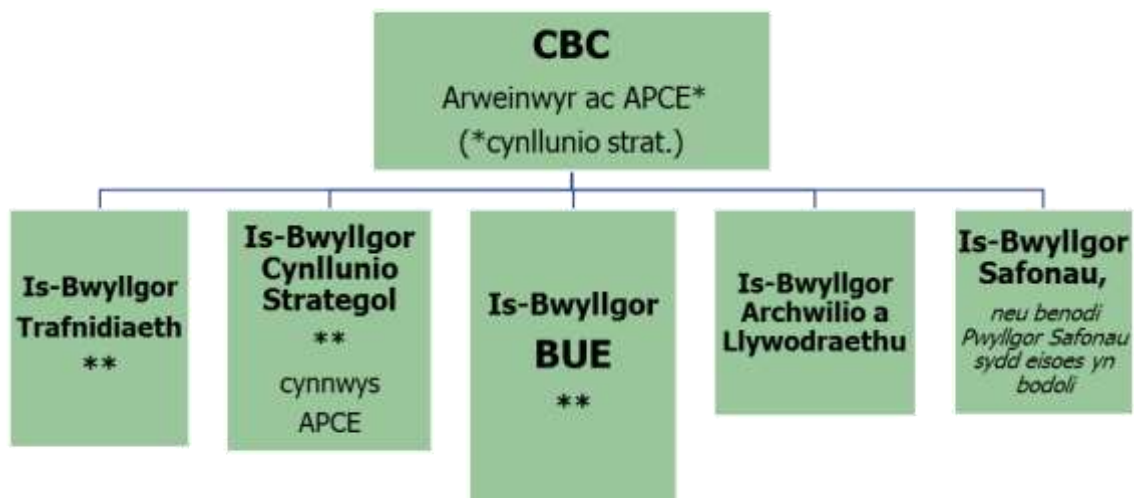 CBC
Arweinwyr ac APCE*
(*cynllunio strat.)
Is-Bwyllgor
Trafnidiaeth
**
Is-Bwyllgor
Cynllunio
Strategol
**
cynnwys
APCE
Is-Bwyllgor
BUE
**
Is-Bwyllgor
Archwilio a
Llywodraethu
Is-Bwyllgor
Safonau,
neu benodi
Pwyllgor Safonau
sydd eisoes yn
bodoli